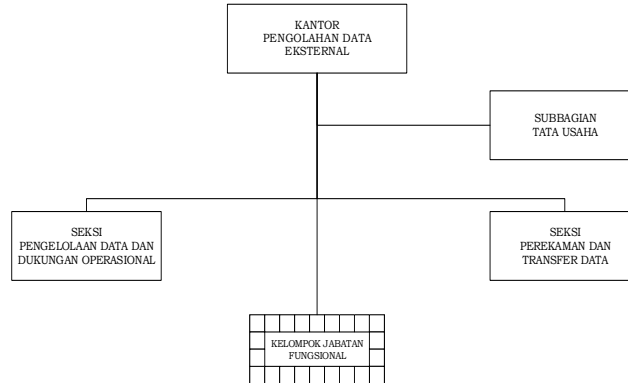 KANTOR
PENGOLAHAN DATA
EKSTERNAL
SUBBAGIAN
TATA USAHA
SEKSI
PENGELOLAAN DATA DAN
DUKUNGAN OPERASIONAL
SEKSI
PEREKAMAN DAN
TRANSFER DATA
KELOMPOK JABATAN
FUNGSIONAL